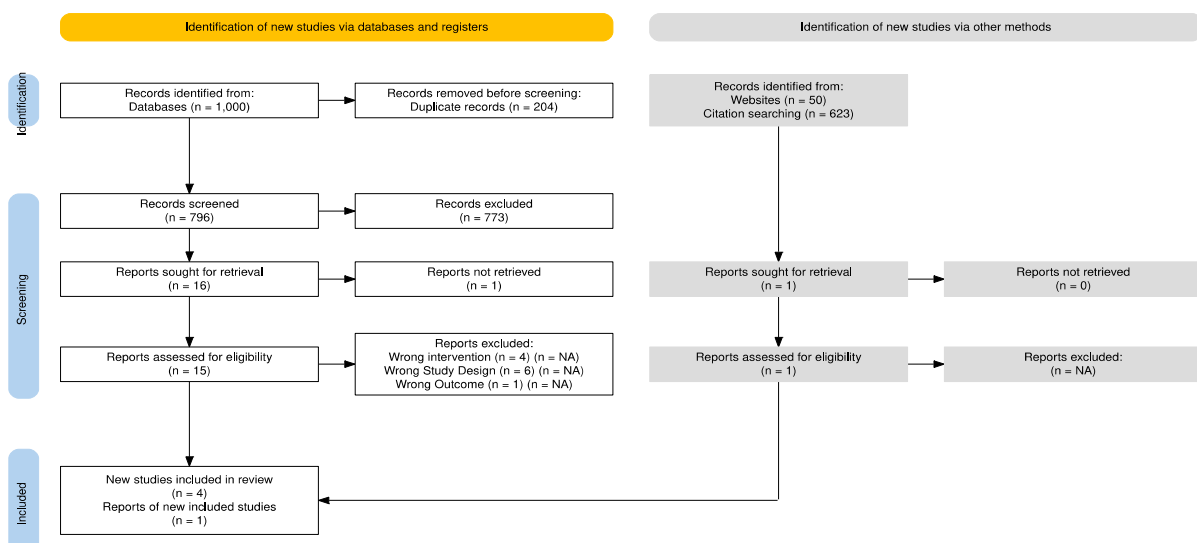 Identification of new studies via databases and registers
Identification of new studies via other methods
Identification
Records identified from:
Databases (n = 1,000)
Records removed before screening:
Duplicate records (n = 204)
Records identified from:
Websites (n = 50)
Citation searching (n = 623)
Screening
Records screened
(n = 796)
Records excluded
(n = 773)
Reports sought for retrieval
(n = 16)
Reports not retrieved
(n = 1)
Reports sought for retrieval
(n = 1)
Reports not retrieved
(n = 0)
Reports assessed for eligibility
(n = 15)
Reports excluded:
Wrong intervention (n = 4) (n = NA)
Wrong Study Design (n = 6) (n = NA)
Wrong Outcome (n = 1) (n = NA)
Reports assessed for eligibility
(n = 1)
Reports excluded:
(n = NA)
Included
New studies included in review
(n = 4)
Reports of new included studies
(n = 1)